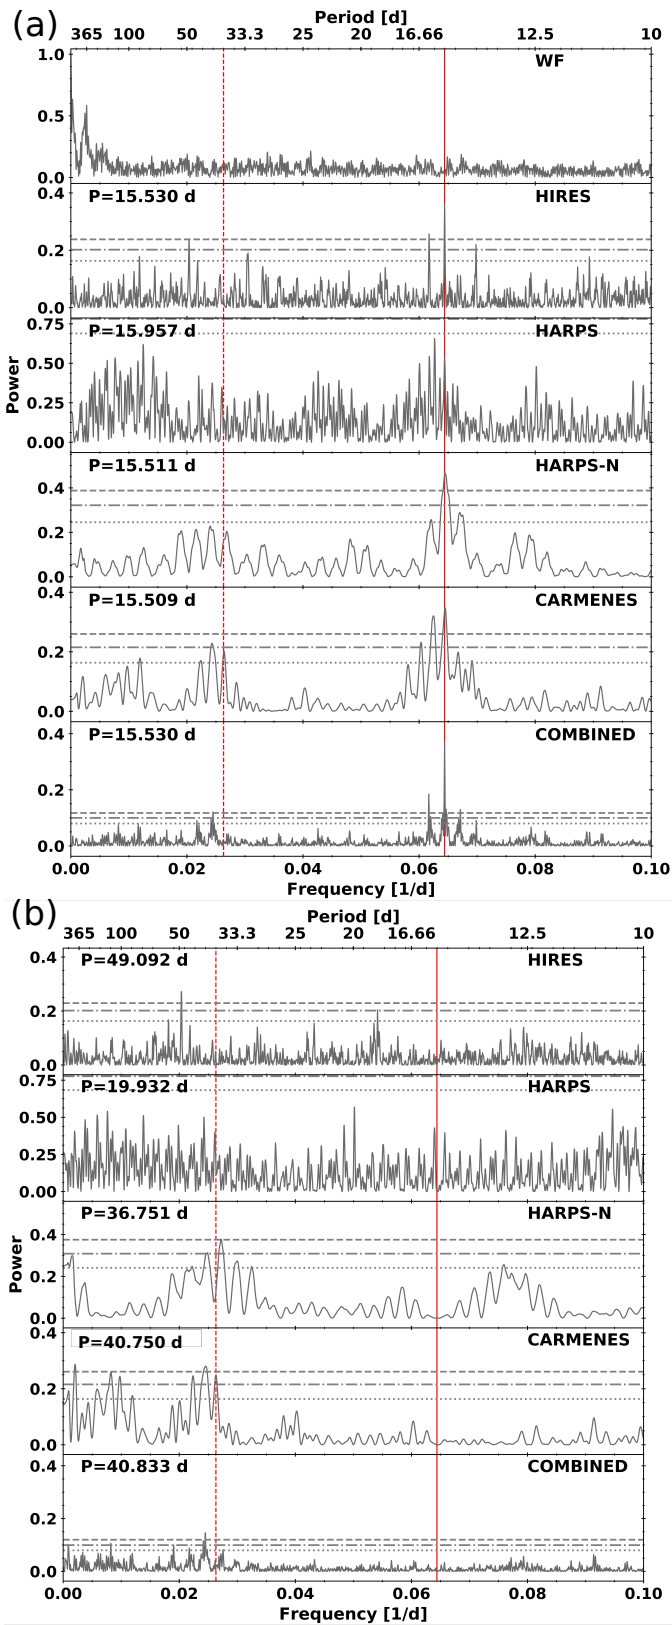 (a)
Period [d]
365 100 50 33.3 25 20 16.66 12.5 10
WF
1.0
0.5
0.0
P=15.530 d HIRES
0.4
0.2
0.0
P=15.957 d HARPS
0.75
0.50
0.25
0.00
Power
P=15.511 d HARPS-N
0.4
0.2
0.0
P=15.509 d CARMENES
0.4
0.2
0.0
P=15.530 d COMBINED
0.4
0.2
0.0
0.00 0.02 0.04 0.06 0.08 0.10
Frequency [1/d]
(b)
Period [d]
365 100 50 33.3 25 20 16.66 12.5 10
P=49.092 d HIRES
0.4
0.2
0.0
P=19.932 d HARPS
0.75
0.50
0.25
0.00
P=36.751 d HARPS-N
0.4
0.2
0.0
Power
P=40.750 d CARMENES
0.4
0.2
0.0
P=40.833 d COMBINED
0.4
0.2
0.0
0.00 0.02 0.04 0.06 0.08 0.10
Frequency [1/d]